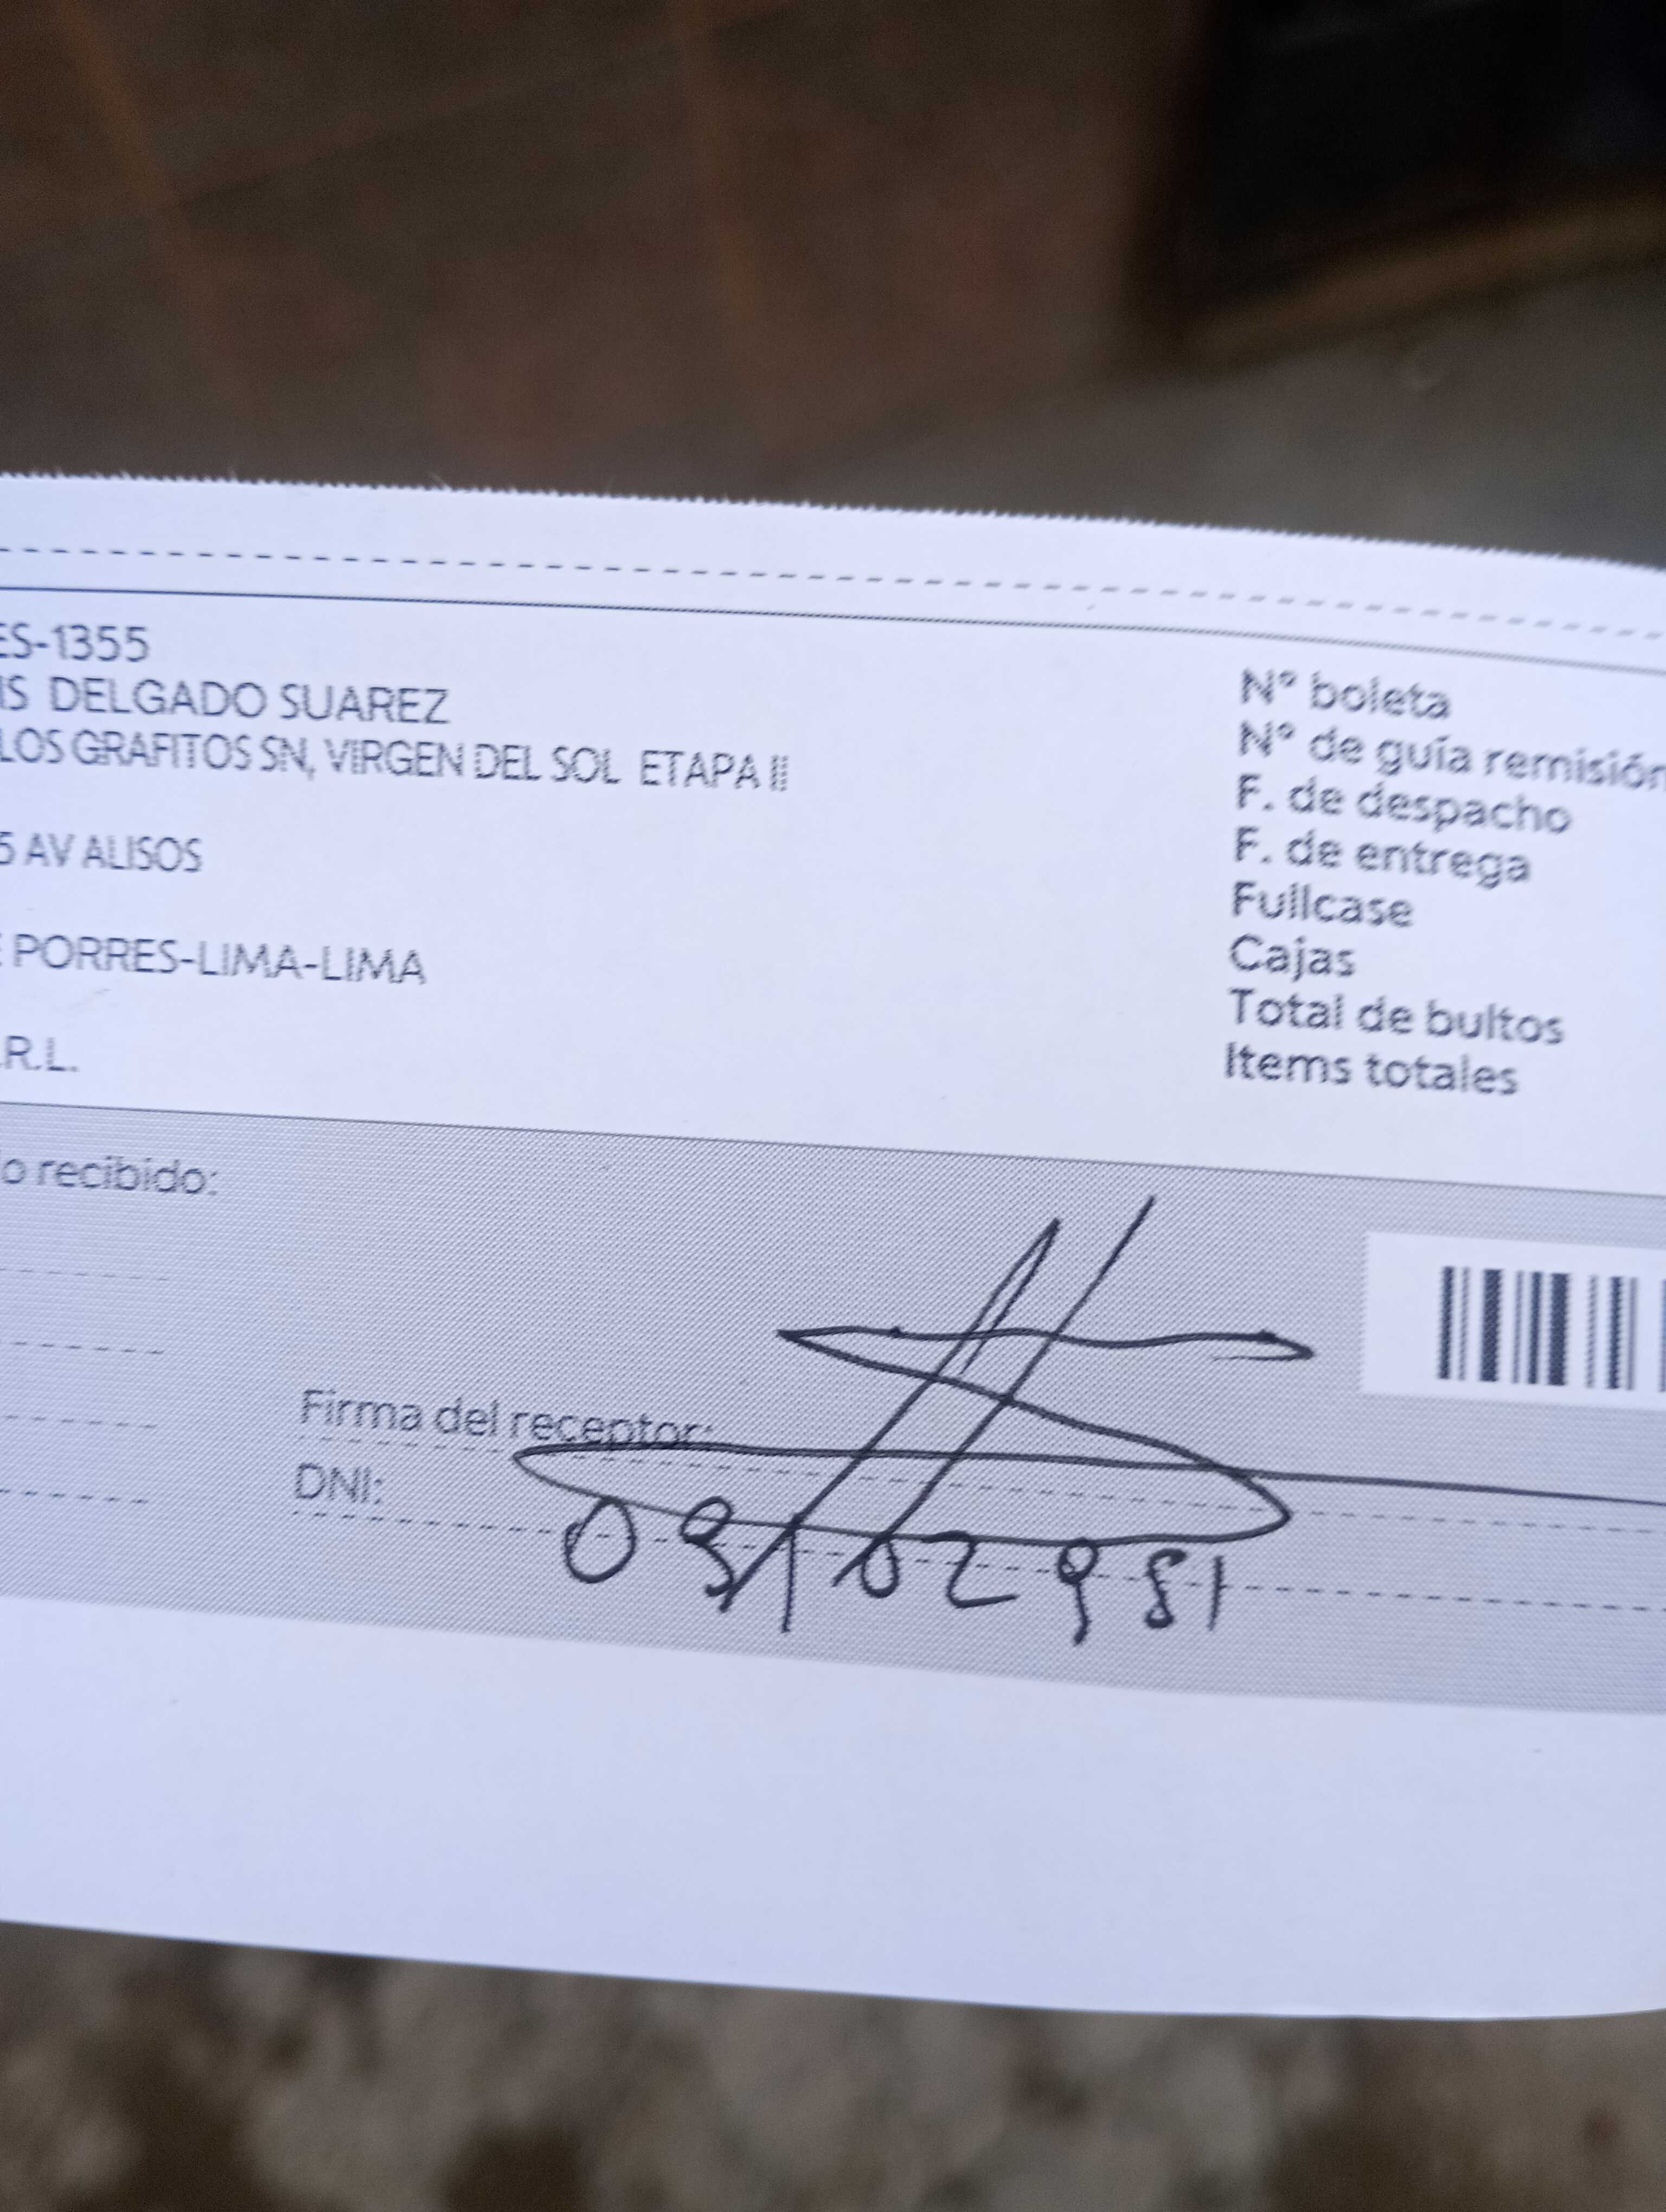 ES-1355
IS DELGADO SUAREZ
LOS GRAFITOS SN, VIRGEN DEL SOL ETAPA II
5 AV ALISOS
E PORRES-LIMA-LIMA
.R.L.
N° boleta
N° de guía remisión
F. de despacho
F. de entrega
Fullcase
Cajas
Total de bultos
Items totales
o recibido:
Firma del receptor:
DNI: